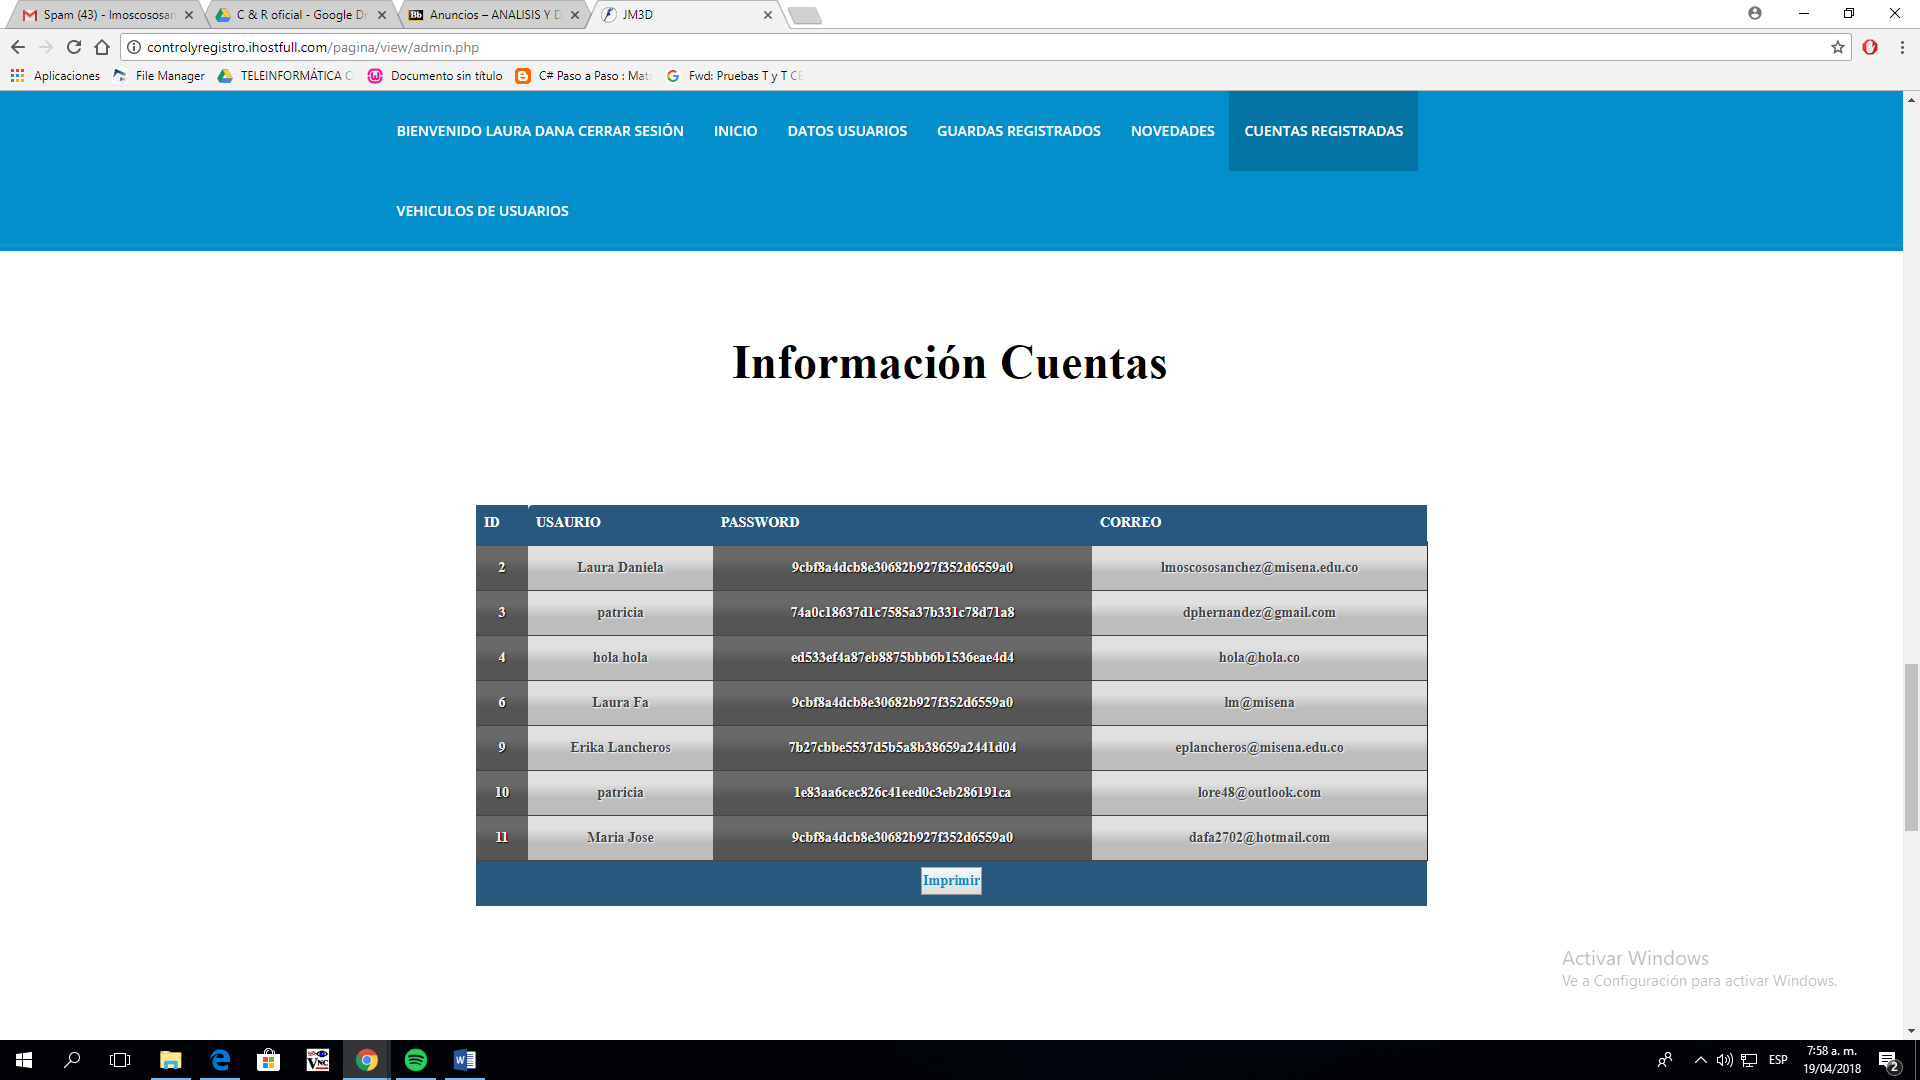 Spam (43) - lmoscososan
C & R oficial - Google Dr
Anuncios – ANALISIS Y D
JM3D
controlyregistro.ihostfull.com/pagina/view/admin.php
Aplicaciones File Manager TELEINFORMÁTICA C Documento sin título C# Paso a Paso : Mat Fwd: Pruebas T y T CE
BIENVENIDO LAURA DANA CERRAR SESIÓN INICIO DATOS USUARIOS GUARDAS REGISTRADOS NOVEDADES CUENTAS REGISTRADAS
VEHICULOS DE USUARIOS
Información Cuentas
ID USAURIO PASSWORD CORREO
2 Laura Daniela 9cbf8a4dcb8e30682b927f352d6559a0 lmoscososanchez@misena.edu.co
3 patricia 74a0c18637d1c7585a37b331c78d71a8 dphernandez@gmail.com
4 hola hola ed533ef4a87eb8875bbb6b1536eae4d4 hola@hola.co
6 Laura Fa 9cbf8a4dcb8e30682b927f352d6559a0 lm@misena
9 Erika Lancheros 7b27cbbe5537d5b5a8b38659a2441d04 eplancheros@misena.edu.co
10 patricia 1e83aa6cec826c41eed0c3eb286191ca lore48@outlook.com
11 Maria Jose 9cbf8a4dcb8e30682b927f352d6559a0 dafa2702@hotmail.com
Imprimir
Activar Windows
Ve a Configuración para activar Windows.
ESP
7:58 a. m.
19/04/2018
2